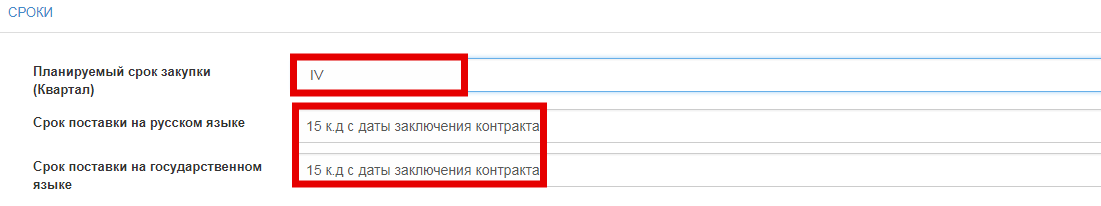 СРОКИ
Планируемый срок закупки
(Квартал)
IV
Срок поставки на русском языке
15 к.д с даты заключения контракта
Срок поставки на государственном
языке
15 к.д с даты заключения контракта